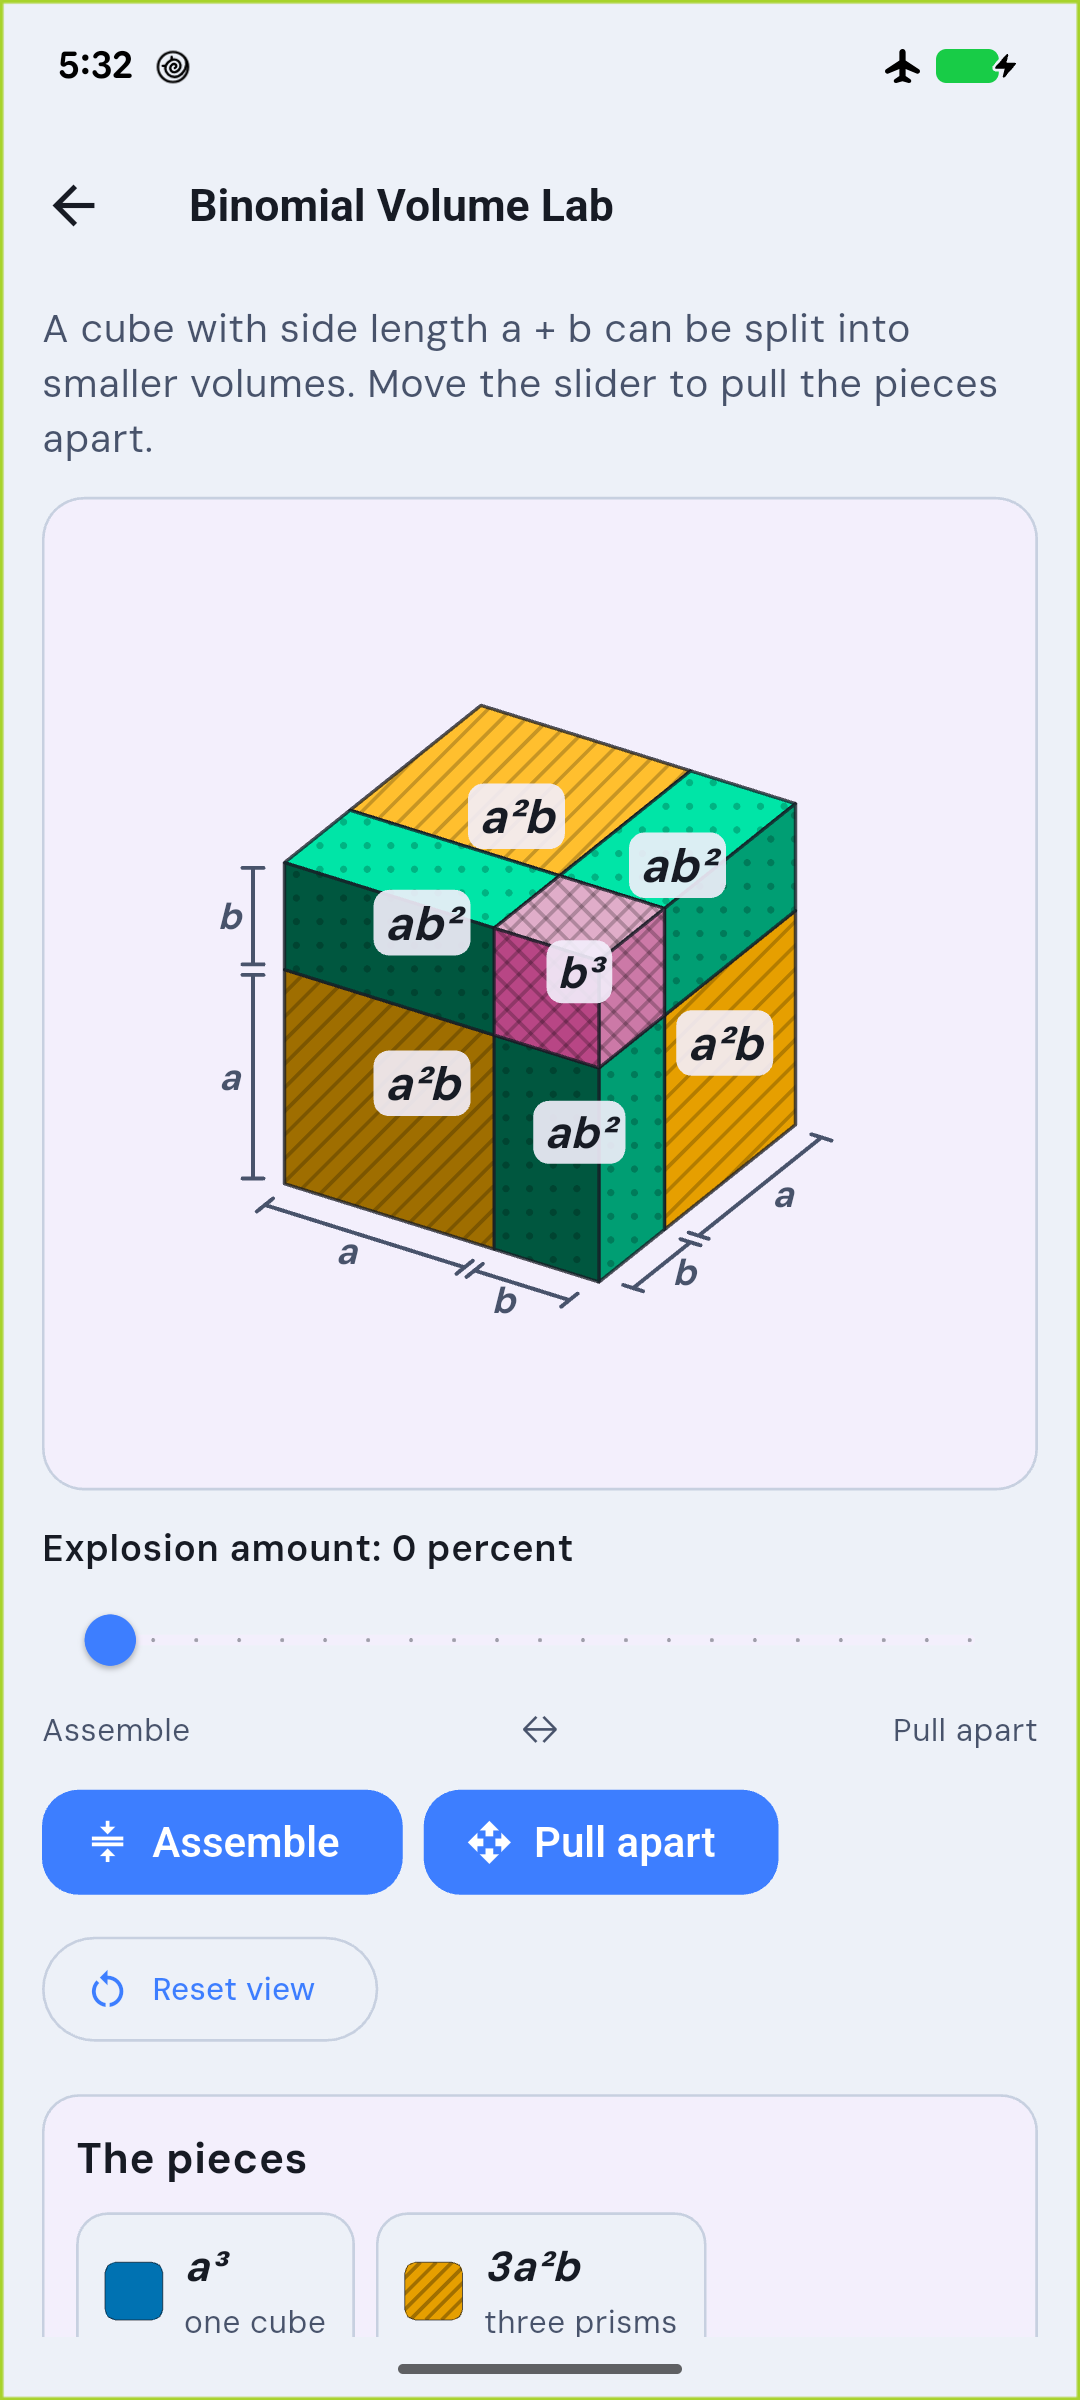 5:32
Binomial Volume Lab
A cube with side length a + b can be split into
smaller volumes. Move the slider to pull the pieces
apart.
a²b
ab²
ab²
b
b³
a²b
a
a²b
ab²
a
a
b
b
Explosion amount: 0 percent
Assemble
Pull apart
Assemble
Pull apart
Reset view
The pieces
a³
one cube
3a²b
three prisms